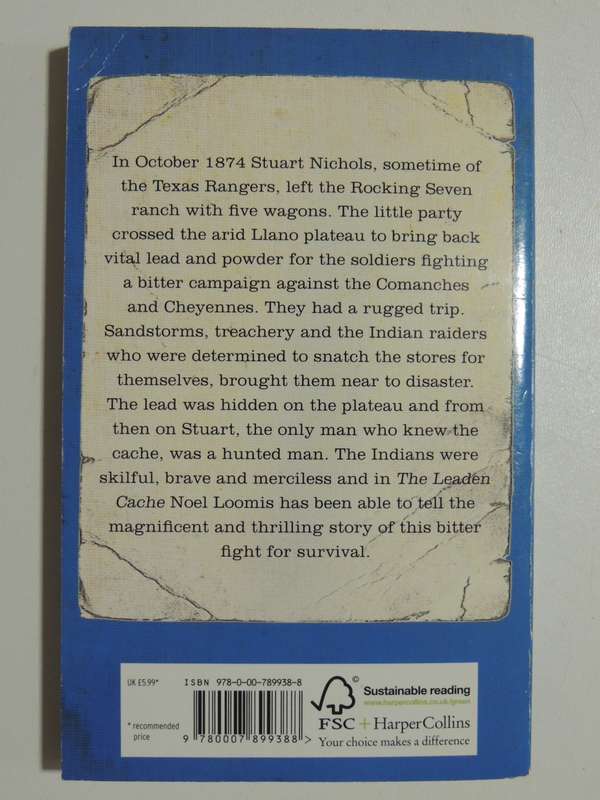 In October 1874 Stuart Nichols, sometime of
the Texas Rangers, left the Rocking Seven
ranch with five wagons. The little party
crossed the arid Llano plateau to bring back
vital lead and powder for the soldiers fighting
a bitter campaign against the Comanches
and Cheyennes. They had a rugged trip.
Sandstorms, treachery and the Indian raiders
who were determined to snatch the stores for
themselves, brought them near to disaster.
The lead was hidden on the plateau and from
then on Stuart, the only man who knew the
cache, was a hunted man. The Indians were
skilful, brave and merciless and in The Leaden
Cache Noel Loomis has been able to tell the
magnificent and thrilling story of this bitter
fight for survival.
UK £5.99*
* recommended
price
ISBN 978-0-00-789938-8
9 780007 899388 >
©
Sustainable reading
www.harpercollins.co.uk/green
FSC + HarperCollins
Your choice makes a difference